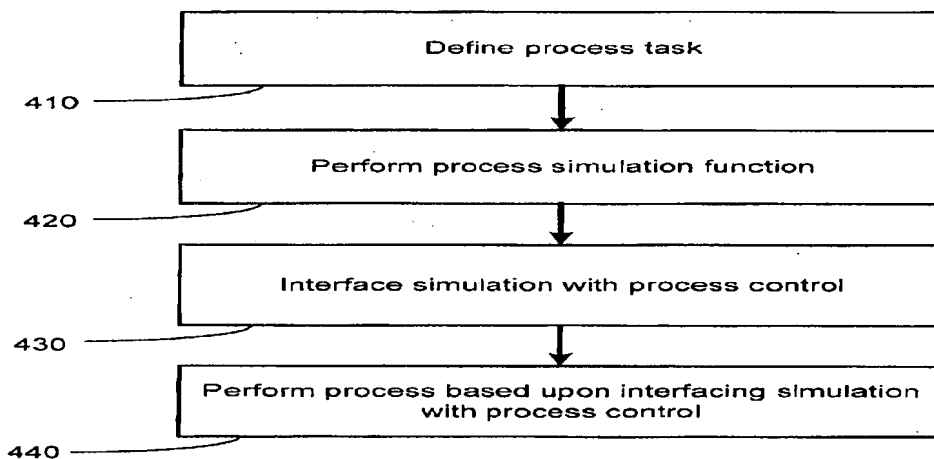 Define process task
410
Perform process simulation function
420
Interface simulation with process control
430
Perform process based upon interfacing simulation
with process control
440